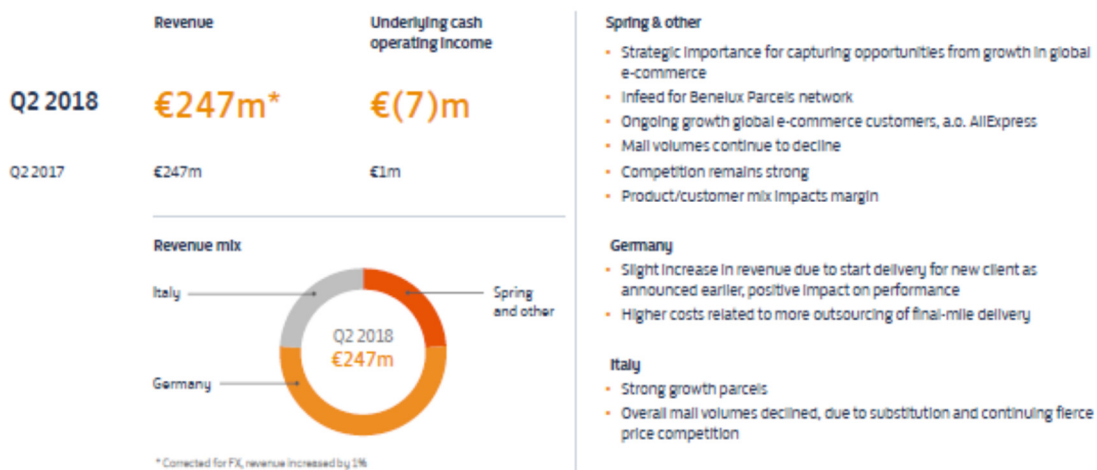 Revenue
Underlying cash
operating income
Q2 2018
€247m*
€(7)m
Q2 2017
€247m
€1m
Revenue mix
Italy
Spring
and other
Q2 2018
€247m
Germany
* Corrected for FX, revenue increased by 1%
Spring & other
• Strategic importance for capturing opportunities from growth in global
e-commerce
• Infeed for Benelux Parcels network
• Ongoing growth global e-commerce customers, a.o. AliExpress
• Mail volumes continue to decline
• Competition remains strong
• Product/customer mix impacts margin
Germany
• Slight increase in revenue due to start delivery for new client as
announced earlier, positive impact on performance
• Higher costs related to more outsourcing of final-mile delivery
Italy
• Strong growth parcels
• Overall mail volumes declined, due to substitution and continuing fierce
price competition